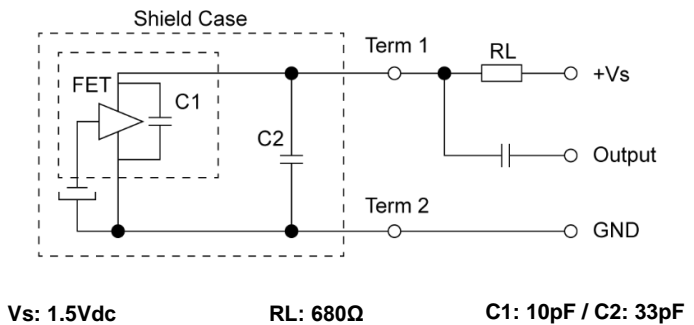 Shield Case
Term 1
RL
+Vs
FET
C1
C2
Output
Term 2
GND
Vs: 1.5Vdc
RL: 680Ω
C1: 10pF / C2: 33pF